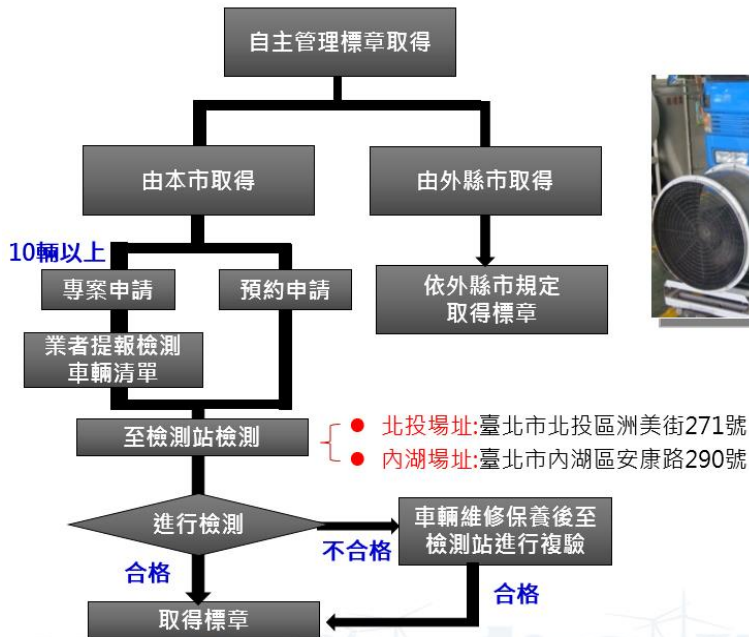 自主管理標章取得
由本市取得
由外縣市取得
10輛以上
專案申請
預約申請
依外縣市規定
取得標章
業者提報檢測
車輛清單
至檢測站檢測
● 北投場址:臺北市北投區洲美街271號
● 內湖場址:臺北市內湖區安康路290號
進行檢測
不合格
車輛維修保養後至
檢測站進行複驗
合格
合格
取得標章